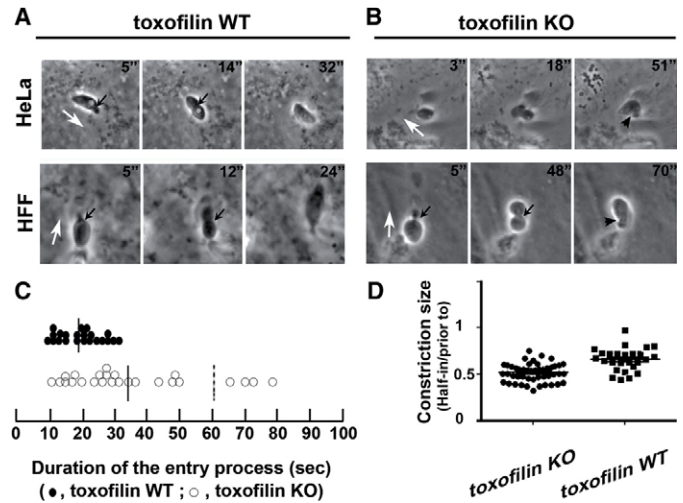 A toxofilin WT
B toxofilin KO
HeLa
5” 14” 32”
3” 18” 51”
HFF
5” 12” 24”
5” 48” 70”
C
0 10 20 30 40 50 60 70 80 90 100
Duration of the entry process (sec)
(●, toxofilin WT ; ○, toxofilin KO)
D
Constriction size
(Half-in/prior to)
1
0.5
0
toxofilin KO
toxofilin WT